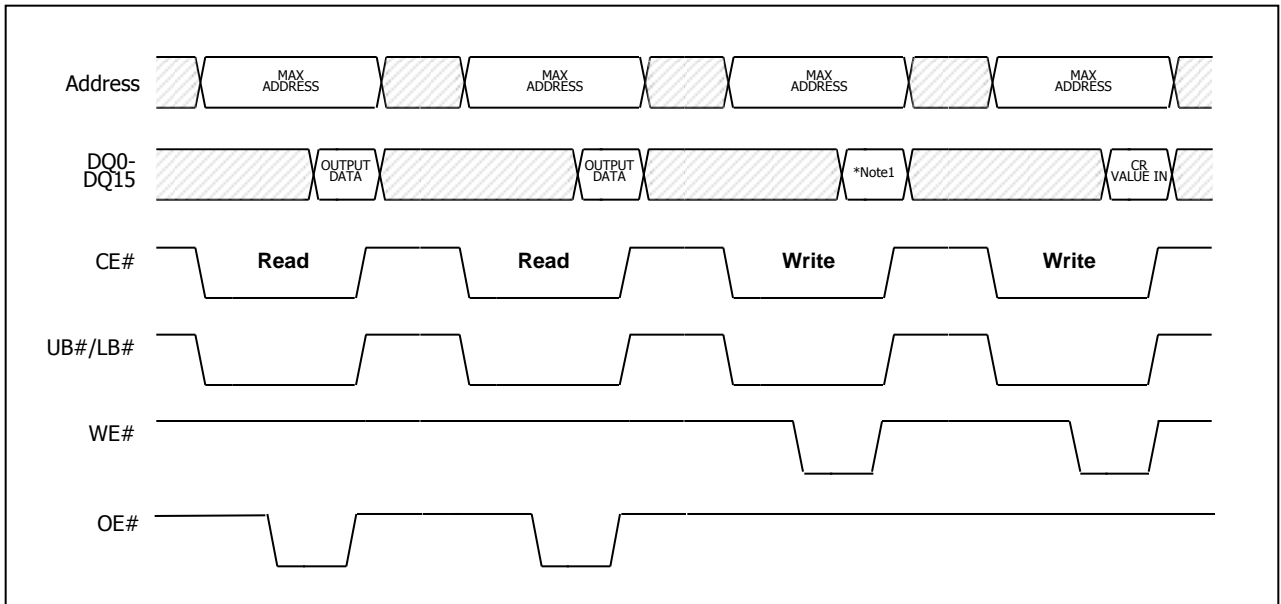 Address
MAX
ADDRESS
MAX
ADDRESS
MAX
ADDRESS
MAX
ADDRESS
DQ0-
DQ15
OUTPUT
DATA
OUTPUT
DATA
*Note1
CR
VALUE IN
CE#
Read
Read
Write
Write
UB#/LB#
WE#
OE#